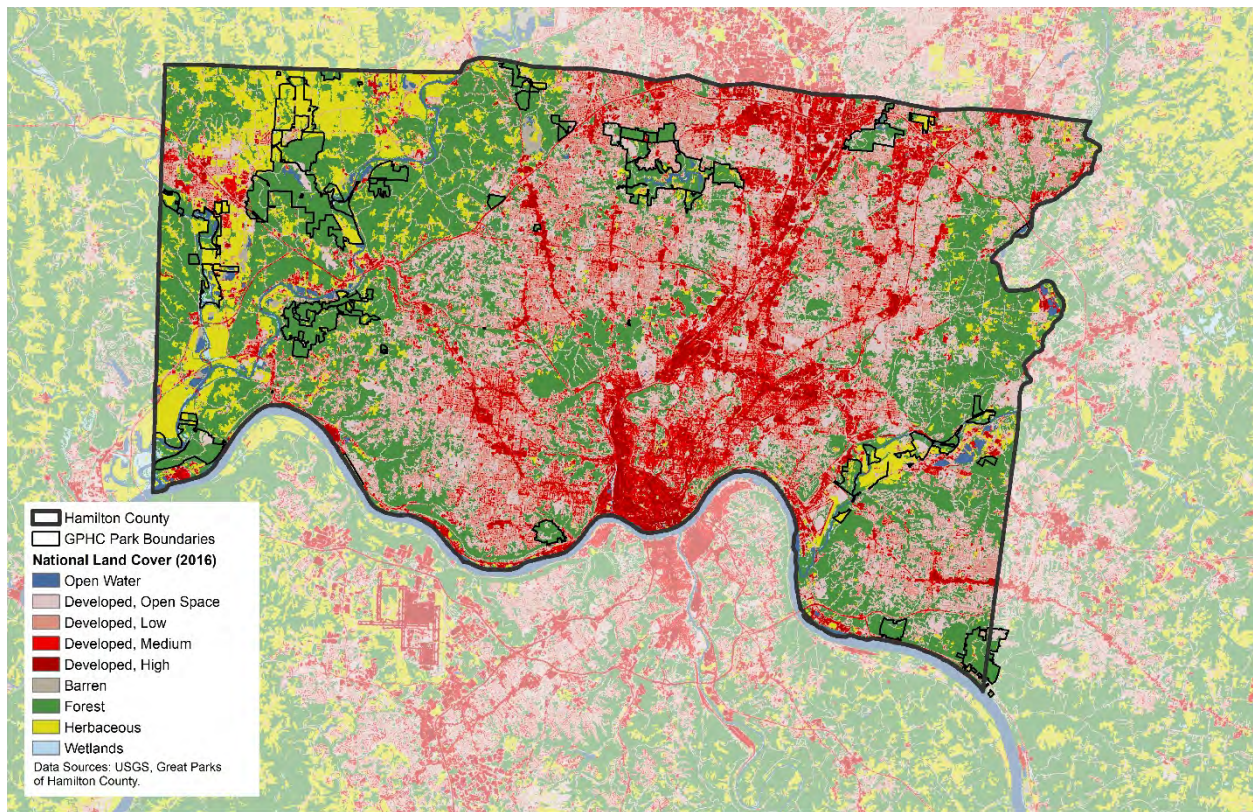 Hamilton County
GPHC Park Boundaries
National Land Cover (2016)
Open Water
Developed, Open Space
Developed, Low
Developed, Medium
Developed, High
Barren
Forest
Herbaceous
Wetlands
Data Sources: USGS, Great Parks
of Hamilton County.